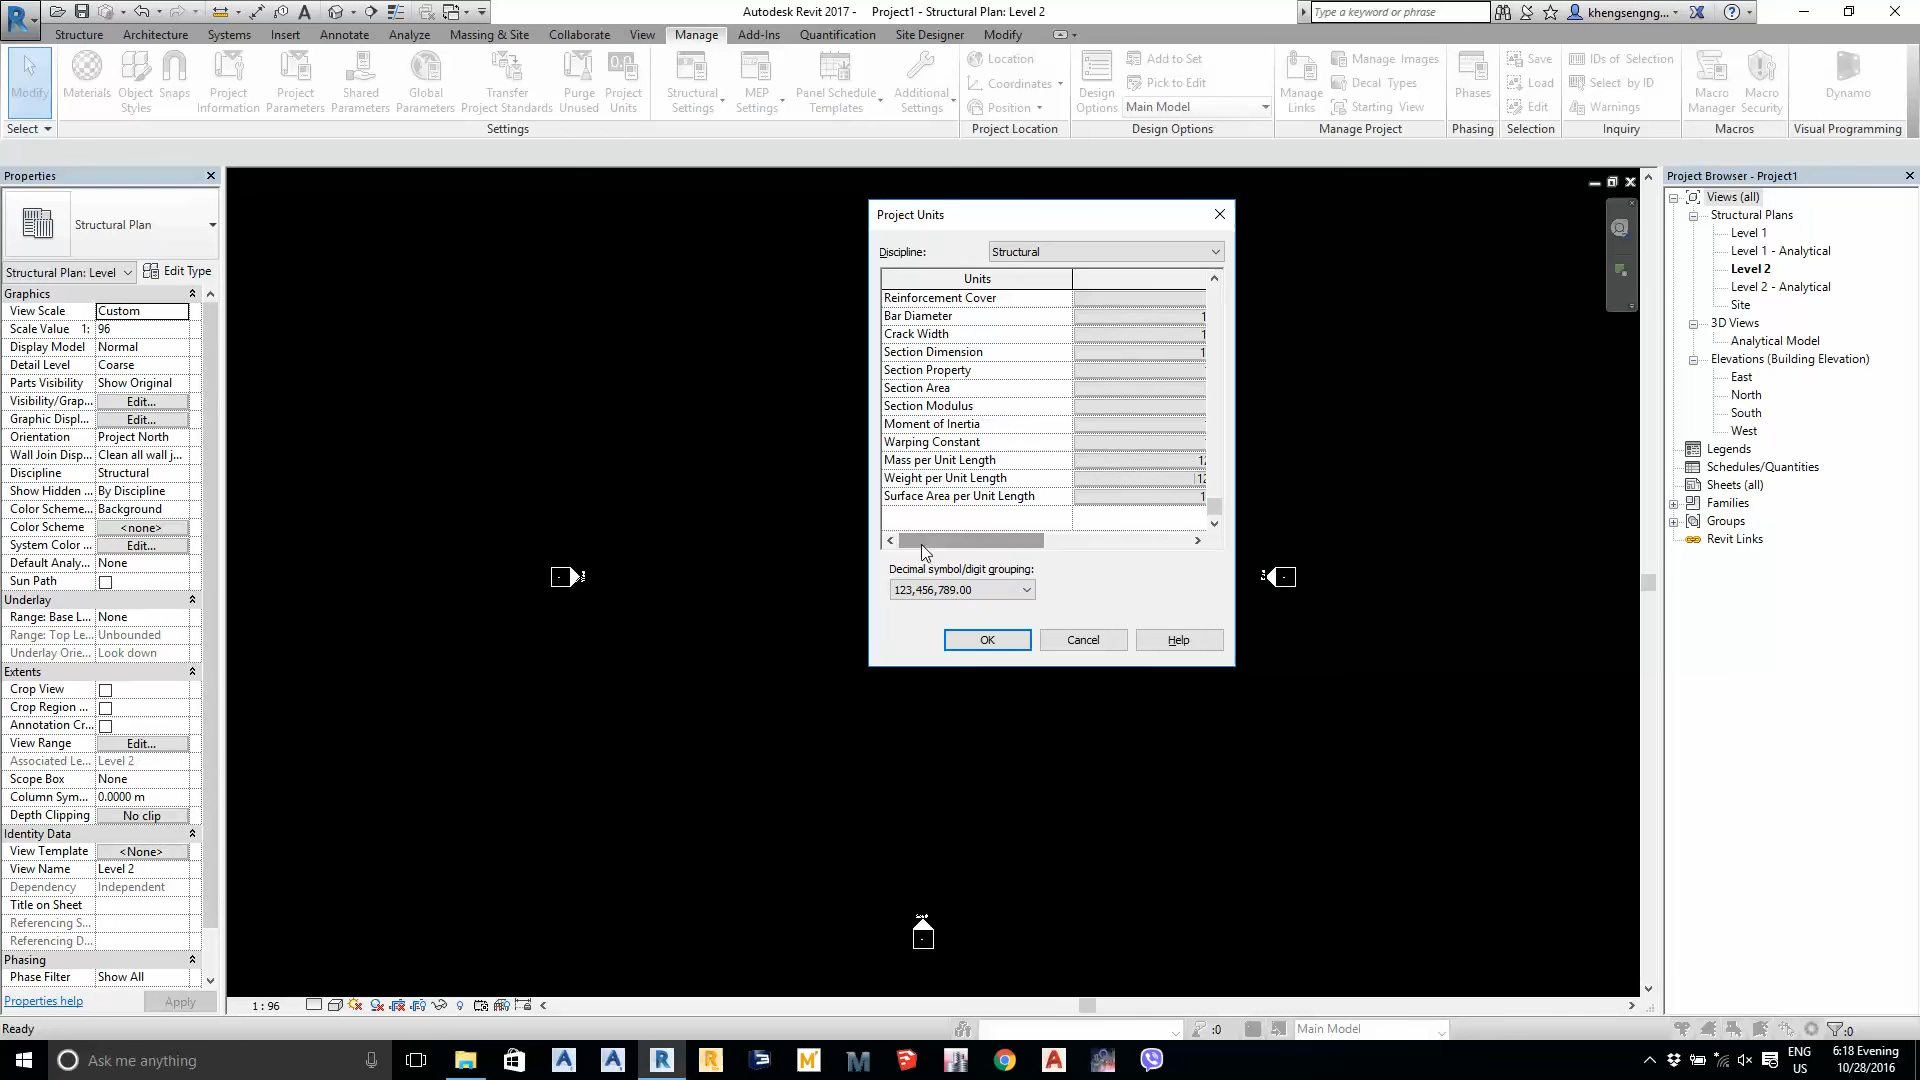 Autodesk Revit 2017 -     Project1 - Structural Plan: Level 2
Type a keyword or phrase
khengsengng...
Structure Architecture Systems Insert Annotate Analyze Massing & Site Collaborate View Manage Add-Ins Quantification Site Designer Modify
Modify
Materials
Object Styles
Snaps
Project Information
Project Parameters
Shared Parameters
Global Parameters
Transfer Project Standards
Purge Unused
Project Units
Structural Settings
MEP Settings
Panel Schedule Templates
Additional Settings
Location
Coordinates
Position
Design Options
Add to Set
Pick to Edit
Main Model
Manage Links
Manage Images
Decal Types
Starting View
Phases
Save
Load
Edit
IDs of Selection
Select by ID
Warnings
Macro Manager
Macro Security
Dynamo
Select
Settings
Project Location
Design Options
Manage Project
Phasing
Selection
Inquiry
Macros
Visual Programming
Properties
Structural Plan
Structural Plan: Level
Edit Type
Graphics
View Scale Custom
Scale Value 1: 96
Display Model Normal
Detail Level Coarse
Parts Visibility Show Original
Visibility/Grap... Edit...
Graphic Displ... Edit...
Orientation Project North
Wall Join Disp... Clean all wall j...
Discipline Structural
Show Hidden ... By Discipline
Color Scheme... Background
Color Scheme <none>
System Color ... Edit...
Default Analy... None
Sun Path
Underlay
Range: Base L... None
Range: Top Le... Unbounded
Underlay Orie... Look down
Extents
Crop View
Crop Region ...
Annotation Cr...
View Range Edit...
Associated Le... Level 2
Scope Box None
Column Sym... 0.0000 m
Depth Clipping No clip
Identity Data
View Template <None>
View Name Level 2
Dependency Independent
Title on Sheet
Referencing S...
Referencing D...
Phasing
Phase Filter Show All
Properties help
Apply
Project Units
Discipline: Structural
Units
Reinforcement Cover
Bar Diameter 1
Crack Width 1
Section Dimension 1
Section Property
Section Area
Section Modulus
Moment of Inertia
Warping Constant
Mass per Unit Length 12
Weight per Unit Length 12
Surface Area per Unit Length 1
Decimal symbol/digit grouping:
123,456,789.00
OK Cancel Help
Project Browser - Project1
Views (all)
Structural Plans
Level 1
Level 1 - Analytical
Level 2
Level 2 - Analytical
Site
3D Views
Analytical Model
Elevations (Building Elevation)
East
North
South
West
Legends
Schedules/Quantities
Sheets (all)
Families
Groups
Revit Links
1 : 96
Ready
:0
Main Model
:0
Ask me anything
ENG
US
6:18 Evening
10/28/2016